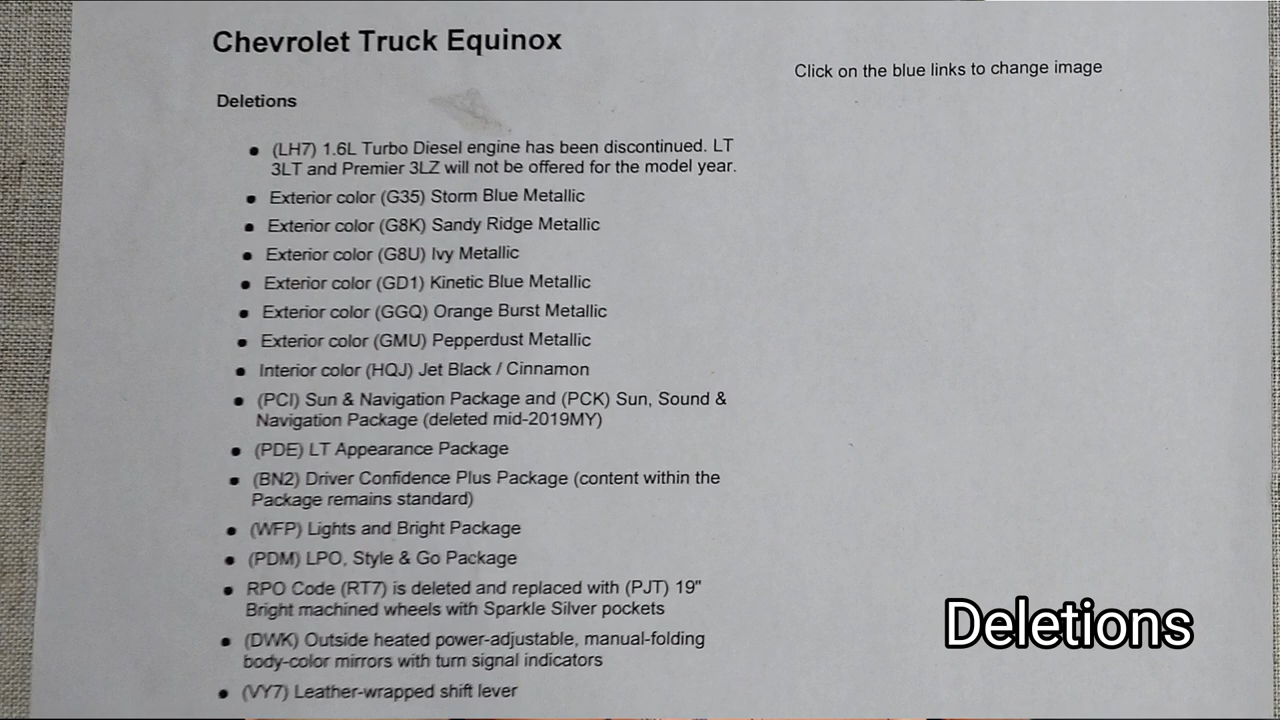 Chevrolet Truck Equinox
Click on the blue links to change image
Deletions
• (LH7) 1.6L Turbo Diesel engine has been discontinued. LT
3LT and Premier 3LZ will not be offered for the model year.
• Exterior color (G35) Storm Blue Metallic
• Exterior color (G8K) Sandy Ridge Metallic
• Exterior color (G8U) Ivy Metallic
• Exterior color (GD1) Kinetic Blue Metallic
• Exterior color (GGQ) Orange Burst Metallic
• Exterior color (GMU) Pepperdust Metallic
• Interior color (HQJ) Jet Black / Cinnamon
• (PCI) Sun & Navigation Package and (PCK) Sun, Sound &
Navigation Package (deleted mid-2019MY)
• (PDE) LT Appearance Package
• (BN2) Driver Confidence Plus Package (content within the
Package remains standard)
• (WFP) Lights and Bright Package
• (PDM) LPO, Style & Go Package
• RPO Code (RT7) is deleted and replaced with (PJT) 19"
Bright machined wheels with Sparkle Silver pockets
• (DWK) Outside heated power-adjustable, manual-folding
body-color mirrors with turn signal indicators
• (VY7) Leather-wrapped shift lever
Deletions